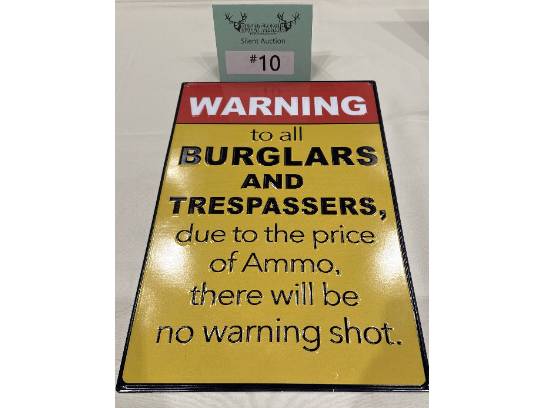 Silent Auction
#10
WARNING
to all
BURGLARS
AND
TRESPASSERS,
due to the price
of Ammo,
there will be
no warning shot.